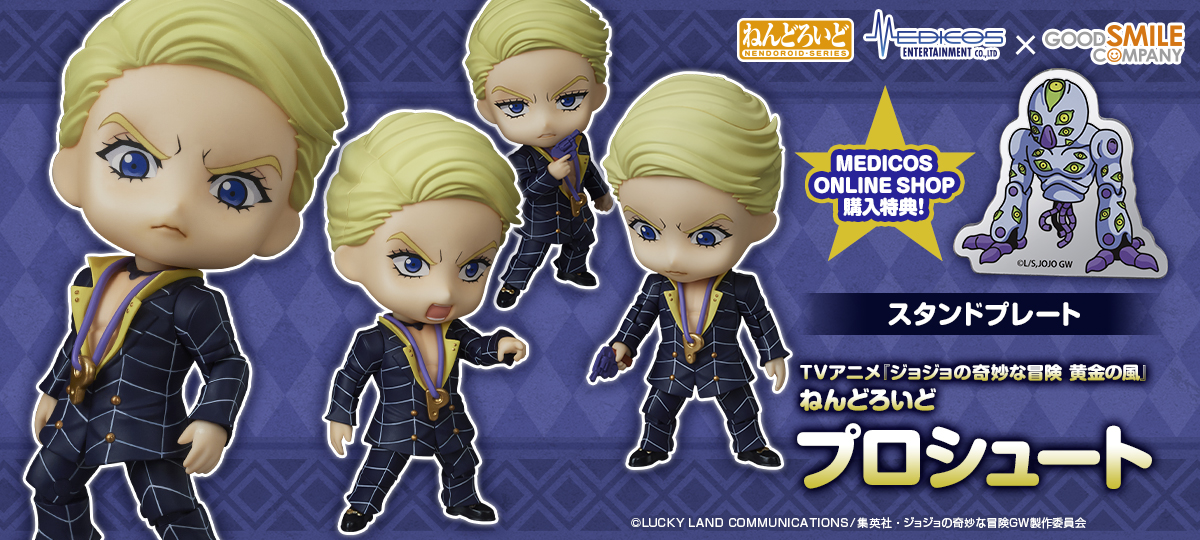 ねんどろいど
NENDOROID-SERIES
MEDICOS
ENTERTAINMENT CO.,LTD
×
GOOD SMILE
COMPANY
MEDICOS
ONLINE SHOP
購入特典!
©L/S,JOJO GW
スタンドプレート
TVアニメ『ジョジョの奇妙な冒険 黄金の風』
ねんどろいど
プロシュート
©LUCKY LAND COMMUNICATIONS/集英社・ジョジョの奇妙な冒険GW製作委員会